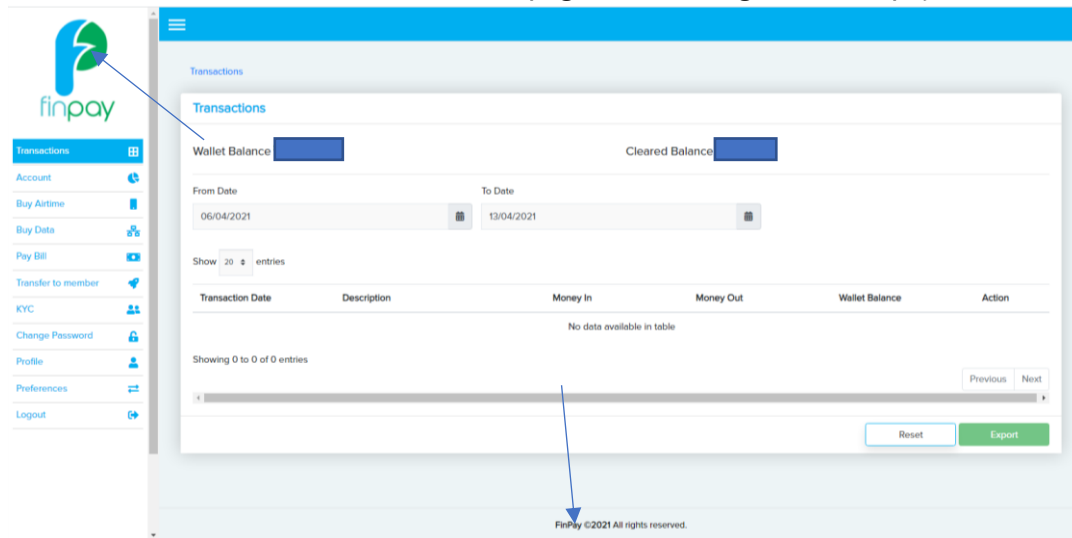 finpay
Transactions
Account
Buy Airtime
Buy Data
Pay Bill
Transfer to member
KYC
Change Password
Profile
Preferences
Logout
Transactions
Transactions
Wallet Balance Cleared Balance
From Date To Date
06/04/2021 13/04/2021
Show 20 entries
Transaction Date Description Money In Money Out Wallet Balance Action
No data available in table
Showing 0 to 0 of 0 entries
Previous Next
Reset Export
FinPay ©2021 All rights reserved.